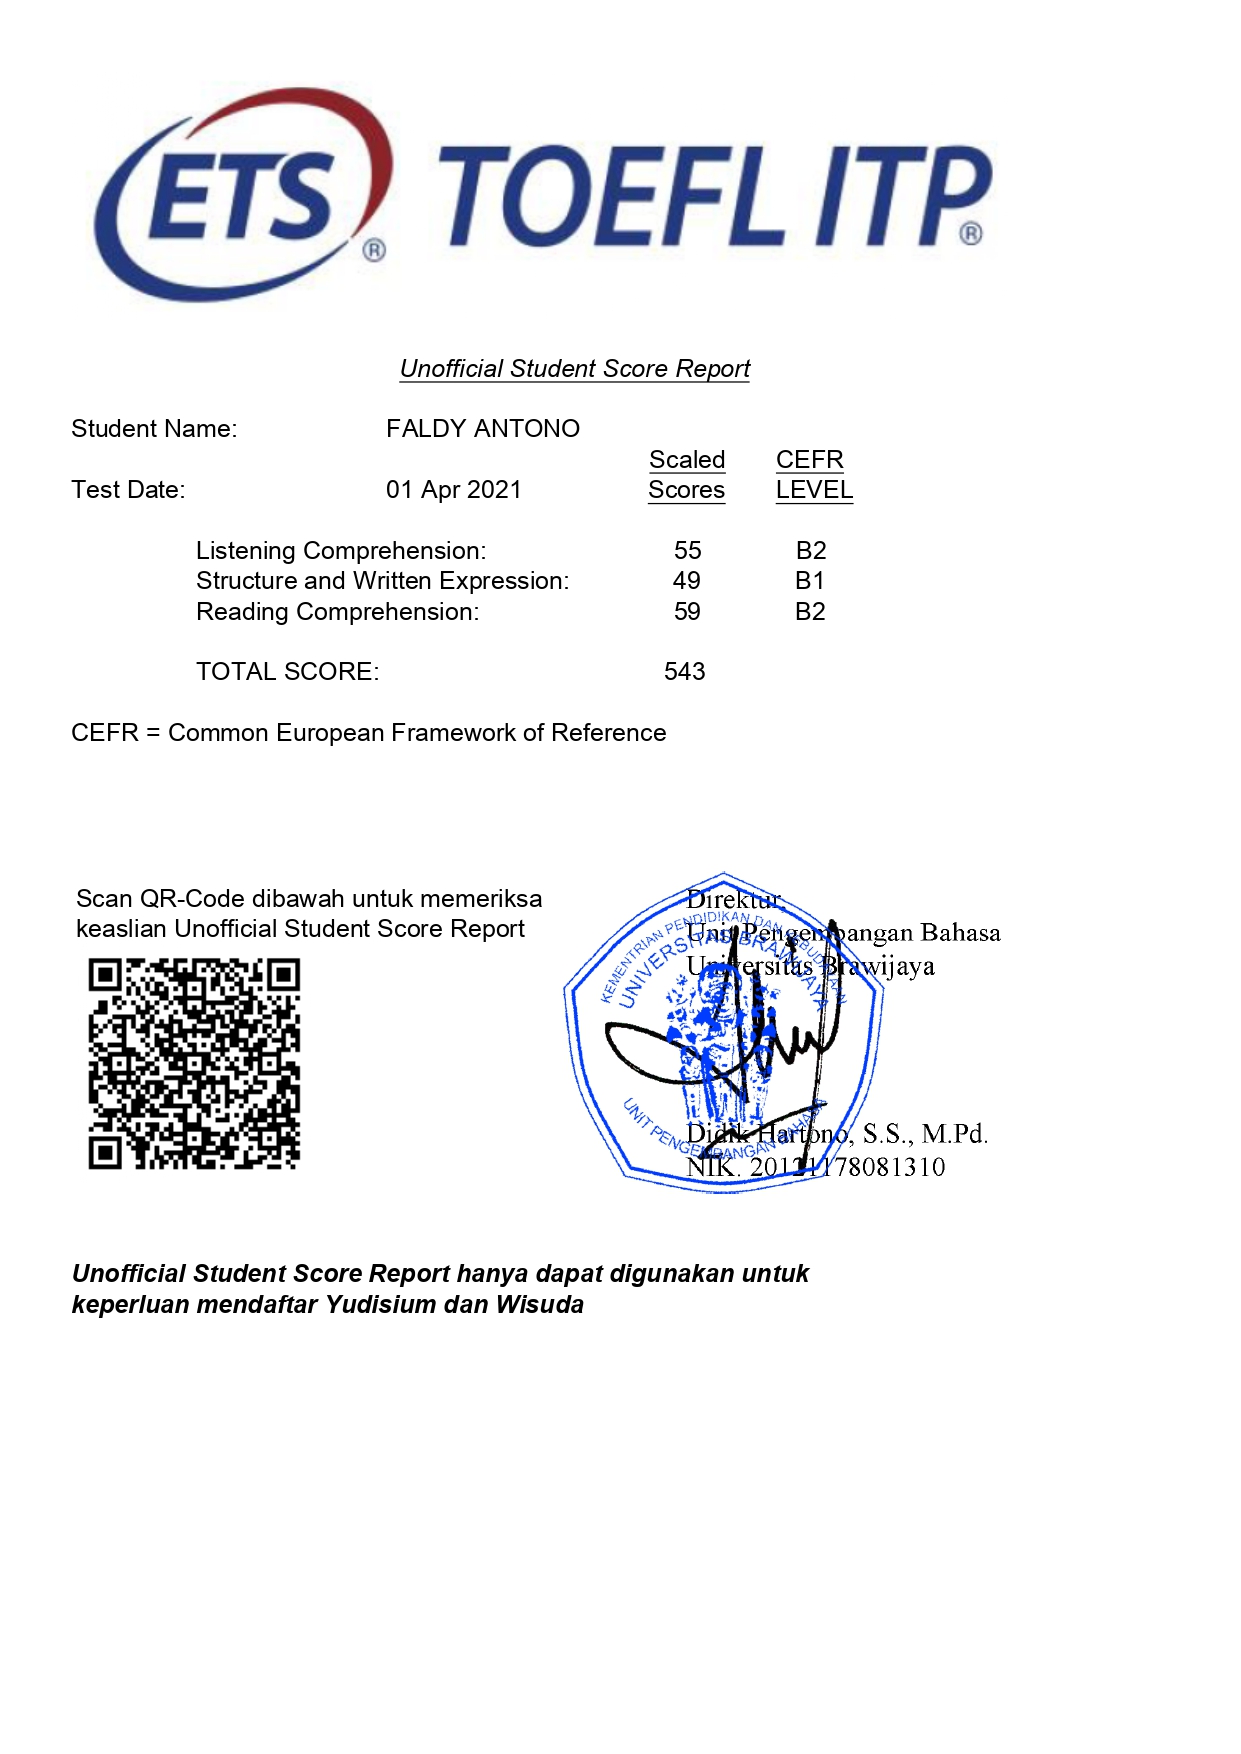 ETS® TOEFL ITP®
Unofficial Student Score Report
Student Name: FALDY ANTONO
Scaled CEFR
Test Date: 01 Apr 2021 Scores LEVEL
Listening Comprehension: 55 B2
Structure and Written Expression: 49 B1
Reading Comprehension: 59 B2
TOTAL SCORE: 543
CEFR = Common European Framework of Reference
Scan QR-Code dibawah untuk memeriksa
keaslian Unofficial Student Score Report
Direktur,
Unit Pengembangan Bahasa
Universitas Brawijaya
KEMENTRIAN PENDIDIKAN DAN KEBUDAYAAN
UNIVERSITAS BRAWIJAYA
UNIT PENGEMBANGAN BAHASA
Didik Hartono, S.S., M.Pd.
NIK. 20121178081310
Unofficial Student Score Report hanya dapat digunakan untuk
keperluan mendaftar Yudisium dan Wisuda